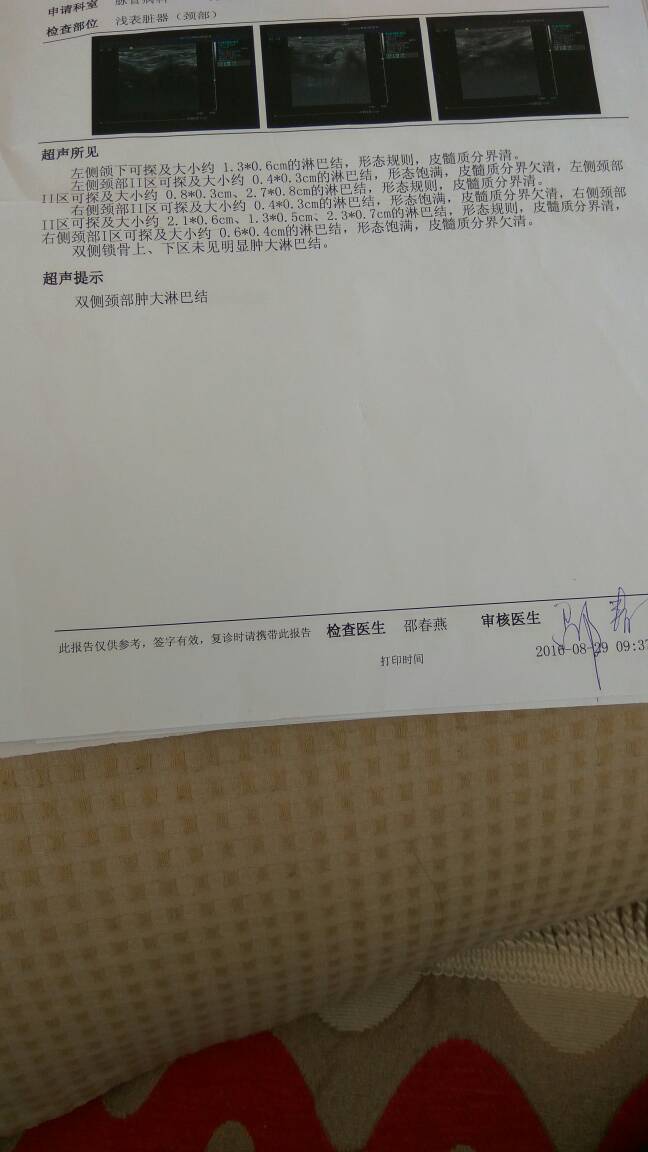 申请科室
检查部位 浅表脏器（颈部）
超声所见
左侧颌下可探及大小约 1.3*0.6cm的淋巴结，形态规则，皮髓质分界清。
左侧颈部II区可探及大小约 0.4*0.3cm的淋巴结，形态饱满，皮髓质分界欠清，左侧颈部
II区可探及大小约 0.8*0.3cm、2.7*0.8cm的淋巴结，形态规则，皮髓质分界清。
右侧颈部II区可探及大小约 0.4*0.3cm的淋巴结，形态饱满，皮髓质分界欠清，右侧颈部
II区可探及大小约 2.1*0.6cm、1.3*0.5cm、2.3*0.7cm的淋巴结，形态规则，皮髓质分界清，
右侧颈部I区可探及大小约 0.6*0.4cm的淋巴结，形态饱满，皮髓质分界欠清。
双侧锁骨上、下区未见明显肿大淋巴结。
超声提示
双侧颈部肿大淋巴结
此报告仅供参考，签字有效，复诊时请携带此报告 检查医生 邵春燕 审核医生
打印时间 2016-08-29 09:37